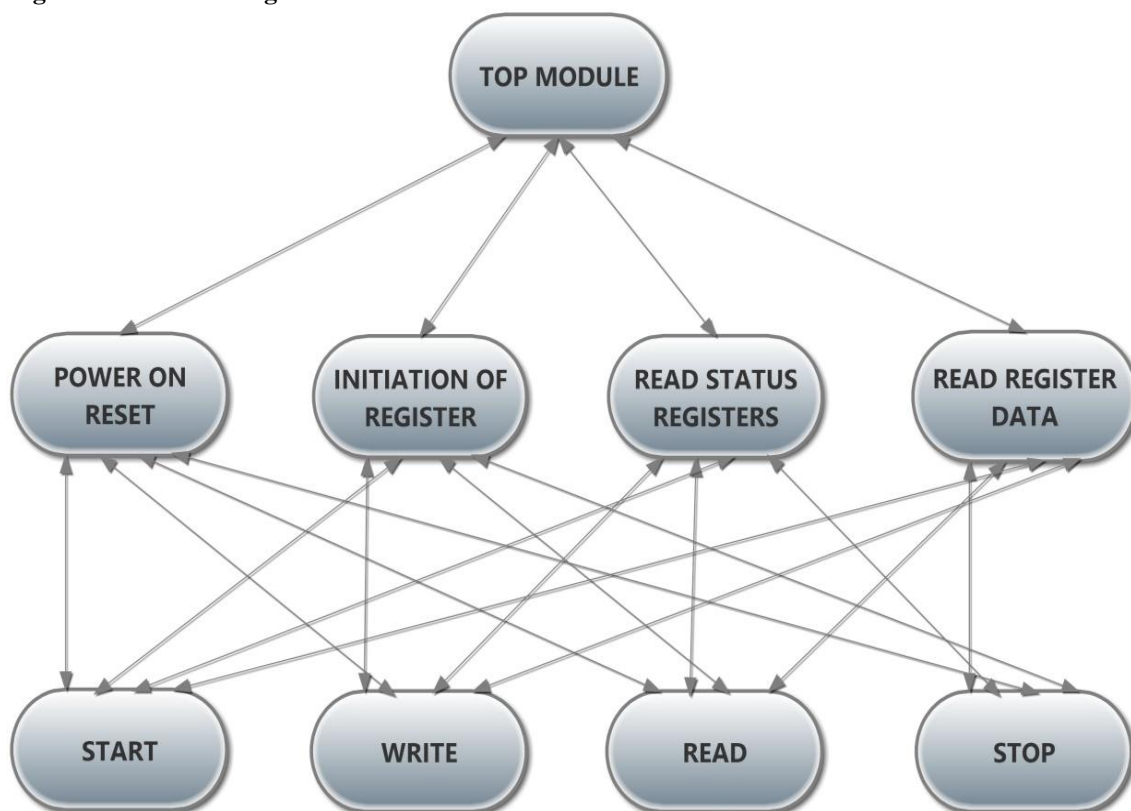 TOP MODULE
POWER ON
RESET
INITIATION OF
REGISTER
READ STATUS
REGISTERS
READ REGISTER
DATA
START
WRITE
READ
STOP